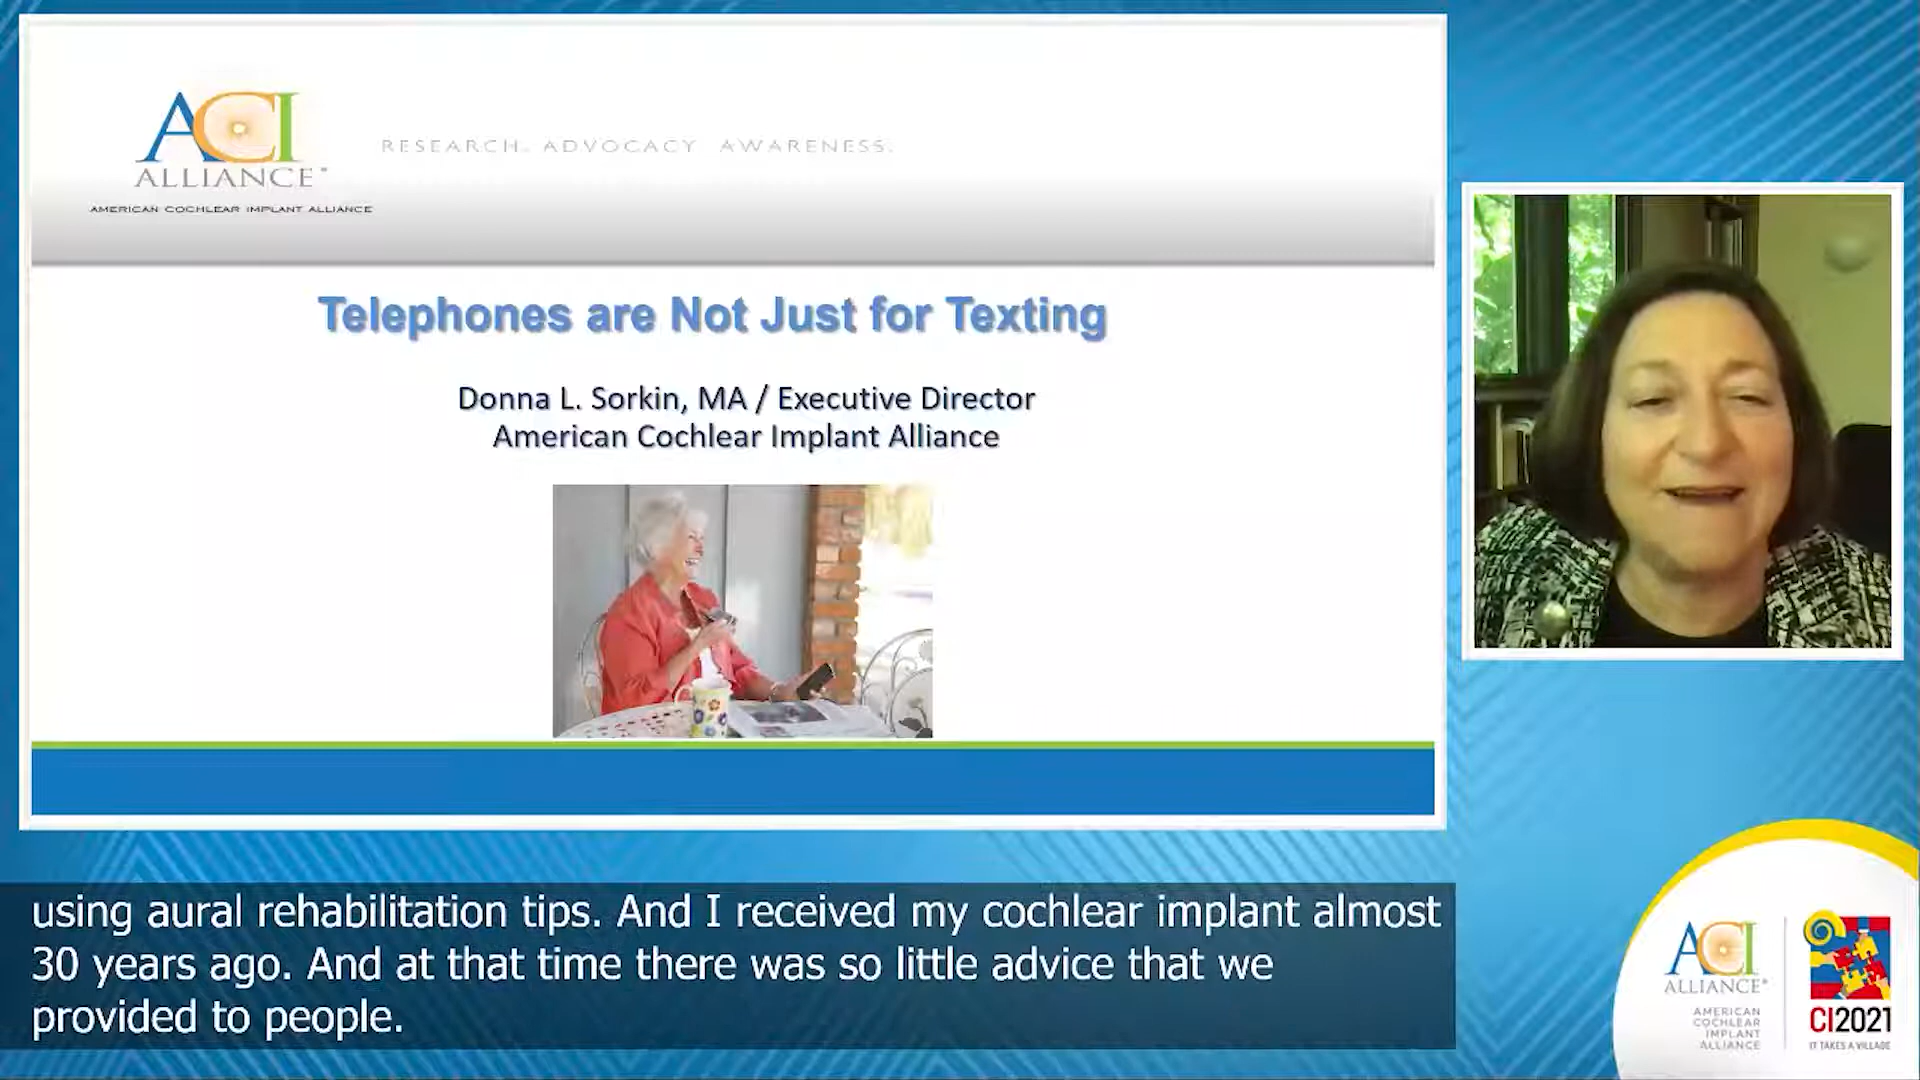 ACI
ALLIANCE
AMERICAN COCHLEAR IMPLANT ALLIANCE
RESEARCH. ADVOCACY AWARENESS.
Telephones are Not Just for Texting
Donna L. Sorkin, MA / Executive Director
American Cochlear Implant Alliance
using aural rehabilitation tips. And I received my cochlear implant almost
30 years ago. And at that time there was so little advice that we
provided to people.
ACI
ALLIANCE
AMERICAN
COCHLEAR
IMPLANT
ALLIANCE
CI2021
IT TAKES A VILLAGE